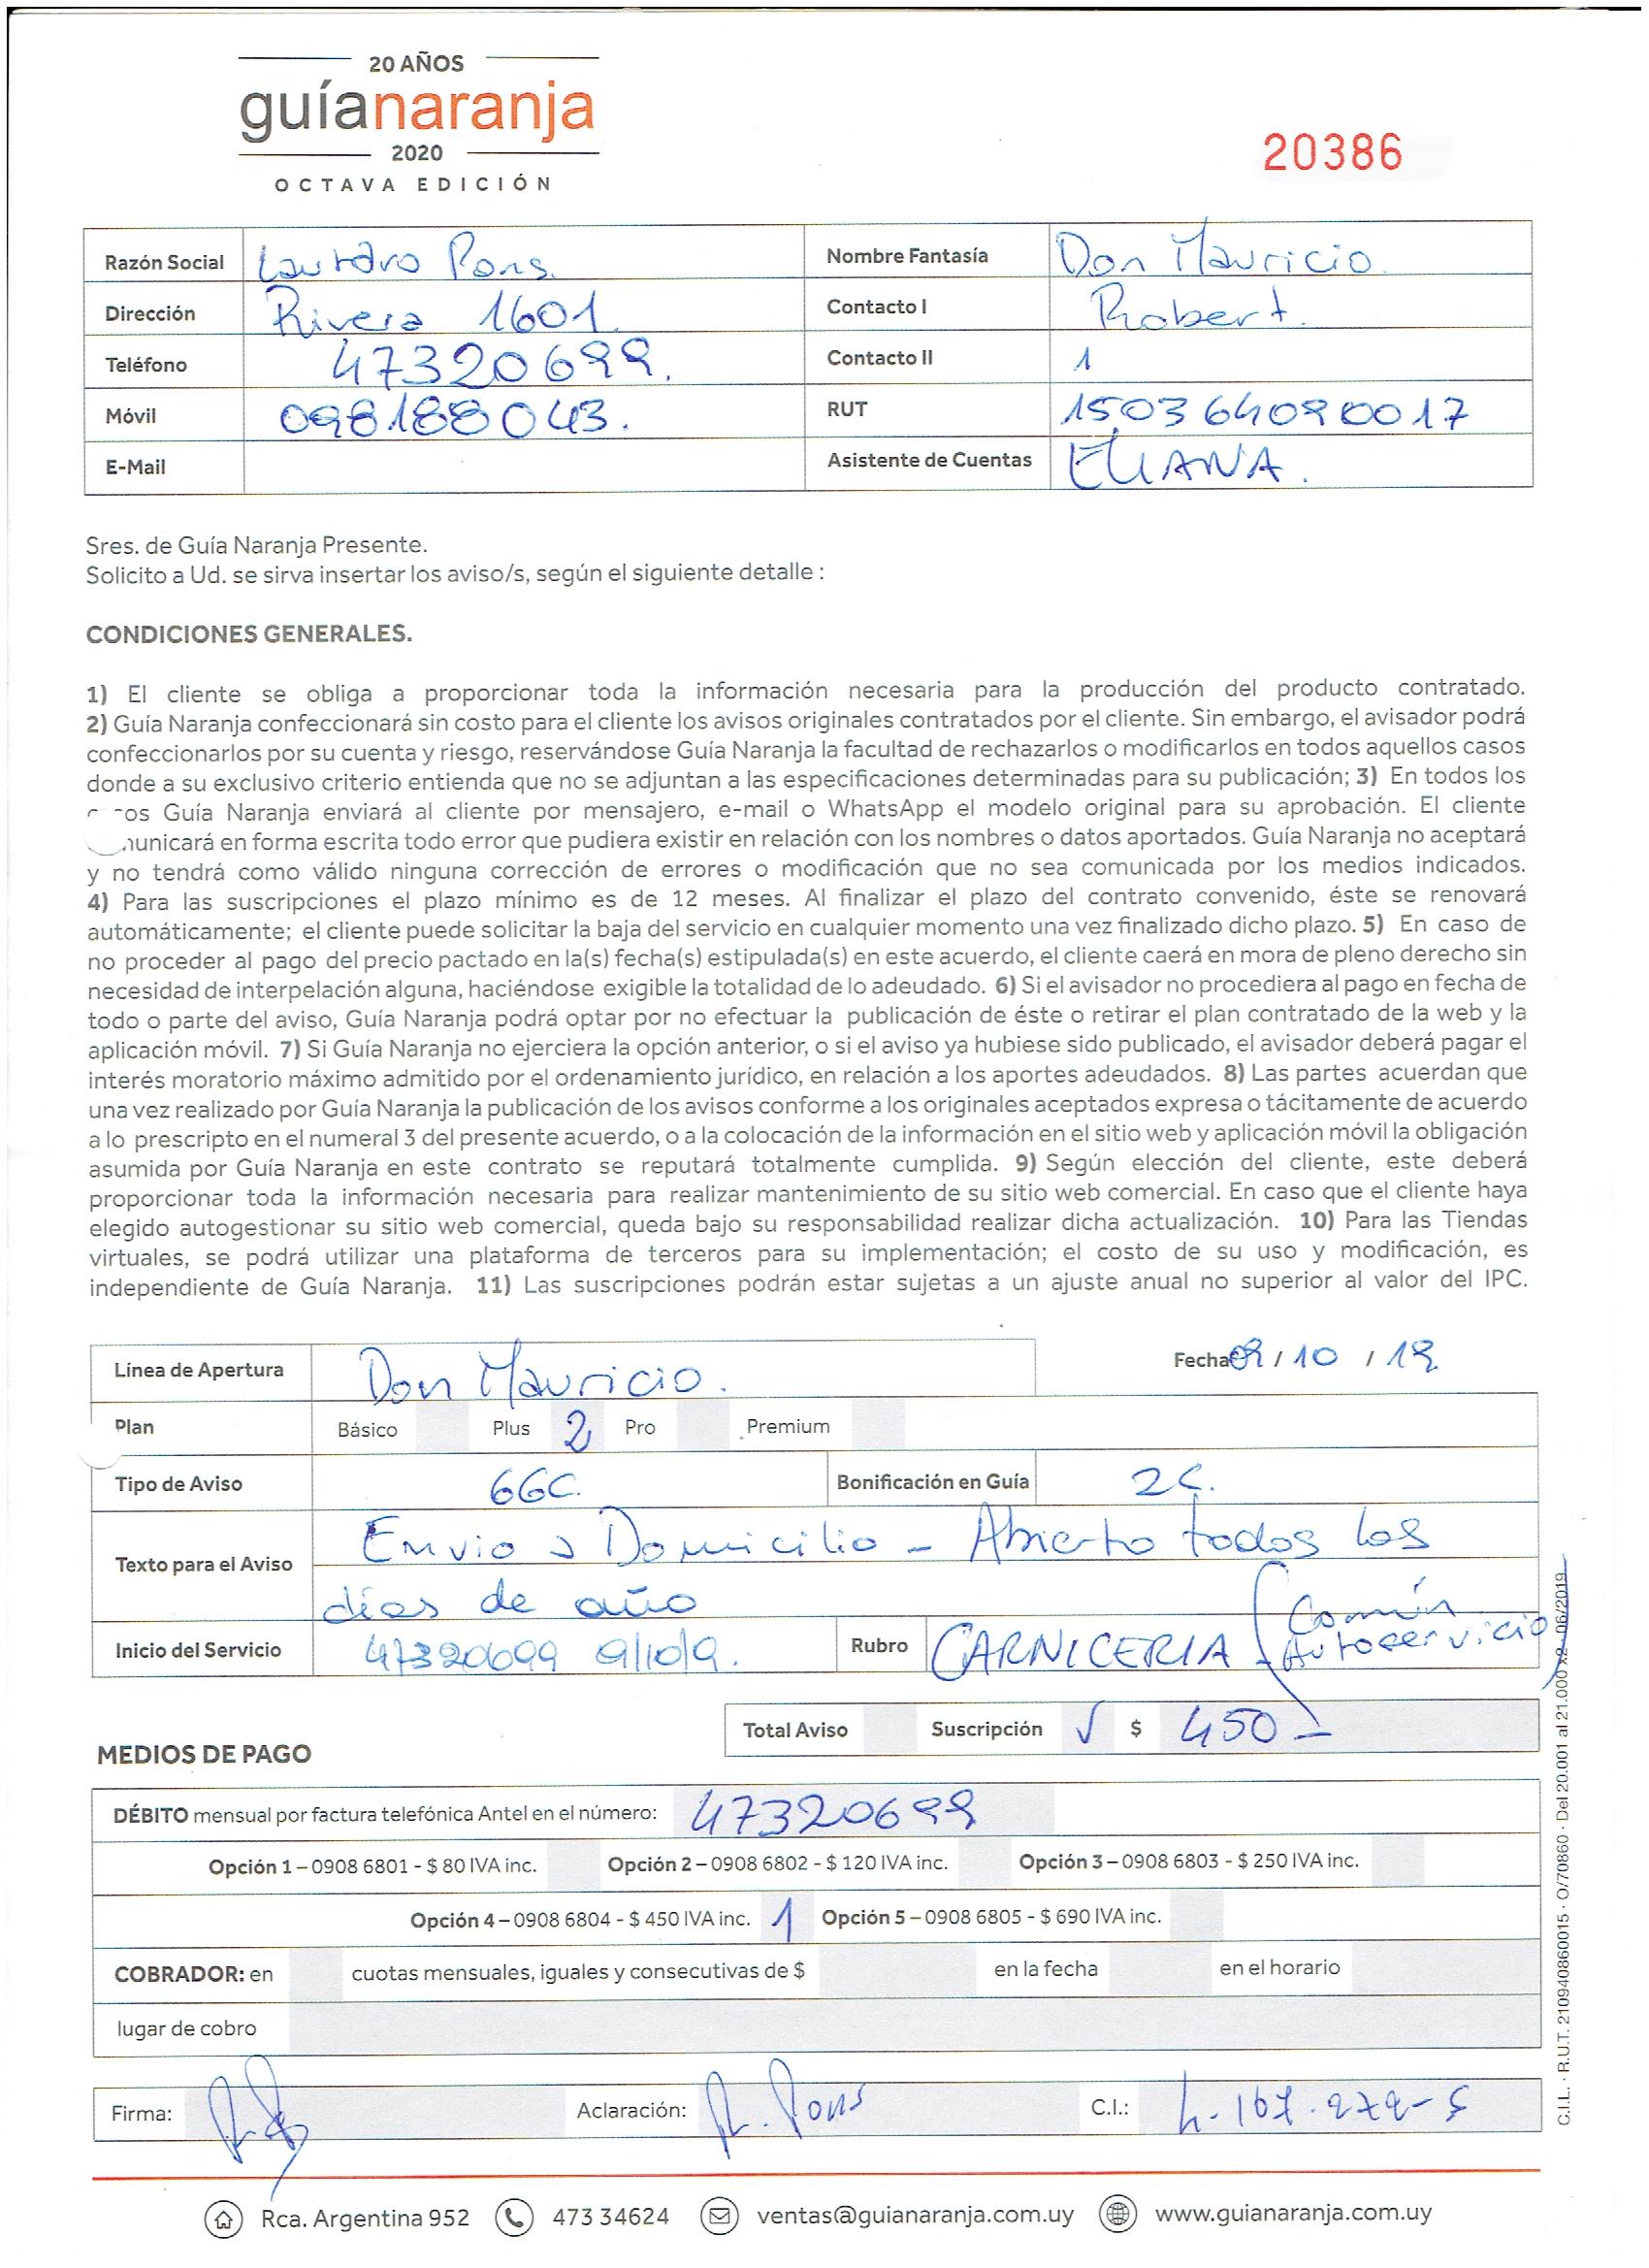 20 AÑOS
guíanaranja
2020
OCTAVA EDICIÓN
20386
Razón Social Lautaro Pons. Nombre Fantasía Don Mauricio
Dirección Rivera 1601. Contacto I Robert.
Teléfono 47320699. Contacto II 1
Móvil 098188043. RUT 150364090017
E-Mail Asistente de Cuentas ELIANA.
Sres. de Guía Naranja Presente.
Solicito a Ud. se sirva insertar los aviso/s, según el siguiente detalle :
CONDICIONES GENERALES.
1) El cliente se obliga a proporcionar toda la información necesaria para la producción del producto contratado.
2) Guía Naranja confeccionará sin costo para el cliente los avisos originales contratados por el cliente. Sin embargo, el avisador podrá
confeccionarlos por su cuenta y riesgo, reservándose Guía Naranja la facultad de rechazarlos o modificarlos en todos aquellos casos
donde a su exclusivo criterio entienda que no se adjuntan a las especificaciones determinadas para su publicación; 3) En todos los
os Guía Naranja enviará al cliente por mensajero, e-mail o WhatsApp el modelo original para su aprobación. El cliente
unicará en forma escrita todo error que pudiera existir en relación con los nombres o datos aportados. Guía Naranja no aceptará
y no tendrá como válido ninguna corrección de errores o modificación que no sea comunicada por los medios indicados.
4) Para las suscripciones el plazo mínimo es de 12 meses. Al finalizar el plazo del contrato convenido, éste se renovará
automáticamente; el cliente puede solicitar la baja del servicio en cualquier momento una vez finalizado dicho plazo. 5) En caso de
no proceder al pago del precio pactado en la(s) fecha(s) estipulada(s) en este acuerdo, el cliente caerá en mora de pleno derecho sin
necesidad de interpelación alguna, haciéndose exigible la totalidad de lo adeudado. 6) Si el avisador no procediera al pago en fecha de
todo o parte del aviso, Guía Naranja podrá optar por no efectuar la publicación de éste o retirar el plan contratado de la web y la
aplicación móvil. 7) Si Guía Naranja no ejerciera la opción anterior, o si el aviso ya hubiese sido publicado, el avisador deberá pagar el
interés moratorio máximo admitido por el ordenamiento jurídico, en relación a los aportes adeudados. 8) Las partes acuerdan que
una vez realizado por Guía Naranja la publicación de los avisos conforme a los originales aceptados expresa o tácitamente de acuerdo
a lo prescripto en el numeral 3 del presente acuerdo, o a la colocación de la información en el sitio web y aplicación móvil la obligación
asumida por Guía Naranja en este contrato se reputará totalmente cumplida. 9) Según elección del cliente, este deberá
proporcionar toda la información necesaria para realizar mantenimiento de su sitio web comercial. En caso que el cliente haya
elegido autogestionar su sitio web comercial, queda bajo su responsabilidad realizar dicha actualización. 10) Para las Tiendas
virtuales, se podrá utilizar una plataforma de terceros para su implementación; el costo de su uso y modificación, es
independiente de Guía Naranja. 11) Las suscripciones podrán estar sujetas a un ajuste anual no superior al valor del IPC.
Línea de Apertura Don Mauricio. Fecha 09 / 10 / 19
Plan Básico Plus 2 Pro Premium
Tipo de Aviso 6GC. Bonificación en Guía 2C.
Texto para el Aviso Envio a Domicilio - Abierto todos los
días de año
Inicio del Servicio 47320699 9/10/9. Rubro CARNICERIA - (Común
Autoservicio)
Total Aviso Suscripción √ $ 450-
MEDIOS DE PAGO
DÉBITO mensual por factura telefónica Antel en el número: 47320699
Opción 1 – 0908 6801 - $ 80 IVA inc. Opción 2 – 0908 6802 - $ 120 IVA inc. Opción 3 – 0908 6803 - $ 250 IVA inc.
Opción 4 – 0908 6804 - $ 450 IVA inc. 1 Opción 5 – 0908 6805 - $ 690 IVA inc.
COBRADOR: en cuotas mensuales, iguales y consecutivas de $ en la fecha en el horario
lugar de cobro
Firma: Aclaración: R. Pons C.I.: 4.167.272-5
Rca. Argentina 952 473 34624 ventas@guianaranja.com.uy www.guianaranja.com.uy
C.I.L. · R.U.T. 210940860015 · O/70860 · Del 20.001 al 21.000 x2 - 06/2019